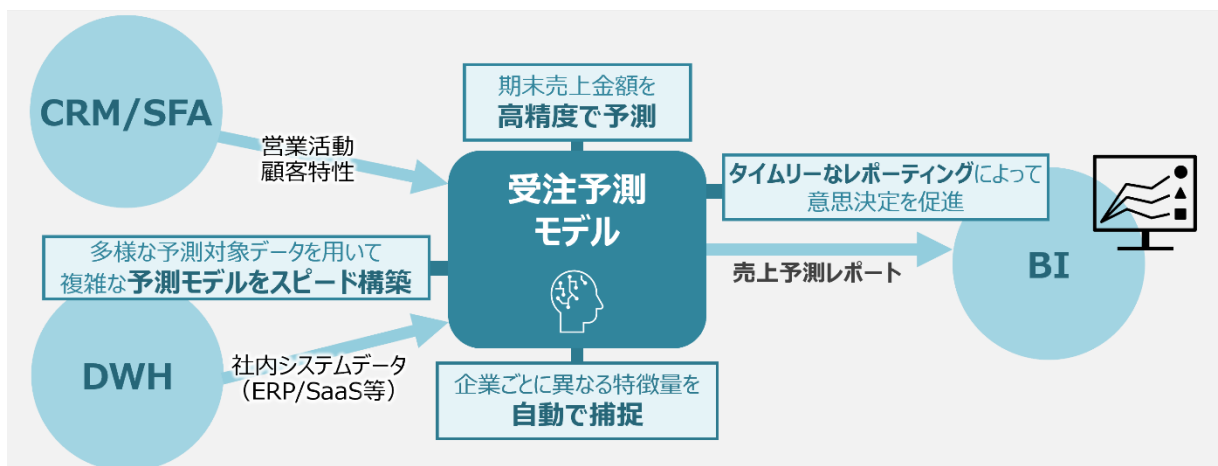 CRM/SFA
営業活動
顧客特性
期末売上金額を
高精度で予測
受注予測
モデル
タイムリーなレポーティングによって
意思決定を促進
売上予測レポート
BI
多様な予測対象データを用いて
複雑な予測モデルをスピード構築
DWH
社内システムデータ
（ERP/SaaS等）
企業ごとに異なる特徴量を
自動で捕捉